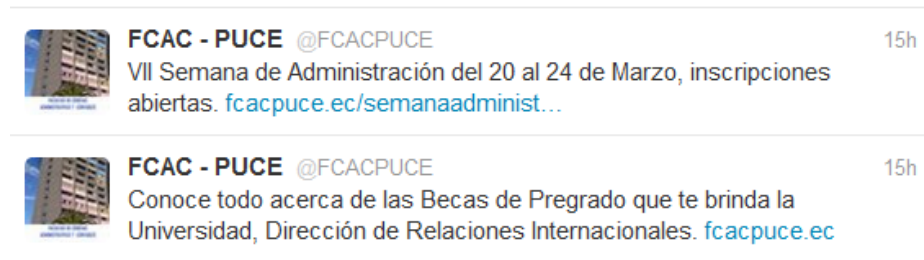 FCAC - PUCE @FCACPUCE 15h
VII Semana de Administración del 20 al 24 de Marzo, inscripciones
abiertas. fcacpuce.ec/semanaadminist...
FCAC - PUCE @FCACPUCE 15h
Conoce todo acerca de las Becas de Pregrado que te brinda la
Universidad, Dirección de Relaciones Internacionales. fcacpuce.ec